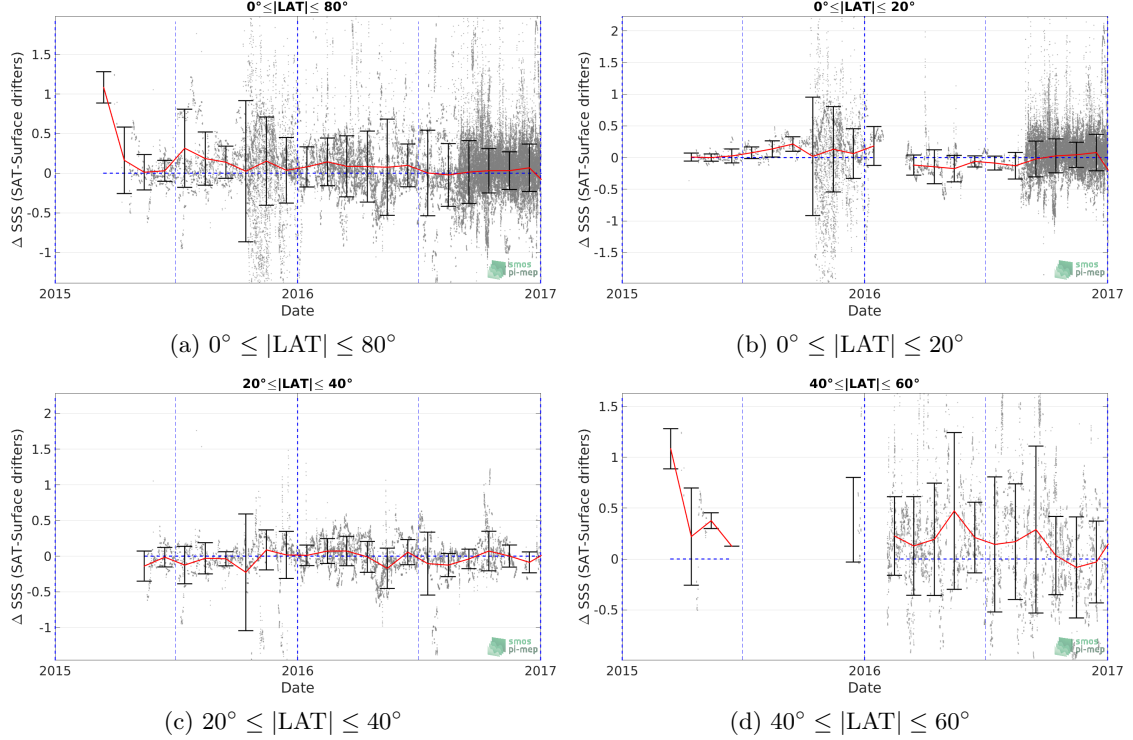 0°≤|LAT|≤ 80°
Δ SSS (SAT-Surface drifters)
1.5
1
0.5
0
-0.5
-1
2015
2016
2017
Date
smos
pi-mep
(a) 0° ≤ |LAT| ≤ 80°
0°≤|LAT|≤ 20°
Δ SSS (SAT-Surface drifters)
2
1.5
1
0.5
0
-0.5
-1
-1.5
2015
2016
2017
Date
smos
pi-mep
(b) 0° ≤ |LAT| ≤ 20°
20°≤|LAT|≤ 40°
Δ SSS (SAT-Surface drifters)
2
1.5
1
0.5
0
-0.5
-1
2015
2016
2017
Date
smos
pi-mep
(c) 20° ≤ |LAT| ≤ 40°
40°≤|LAT|≤ 60°
Δ SSS (SAT-Surface drifters)
1.5
1
0.5
0
-0.5
2015
2016
2017
Date
smos
pi-mep
(d) 40° ≤ |LAT| ≤ 60°